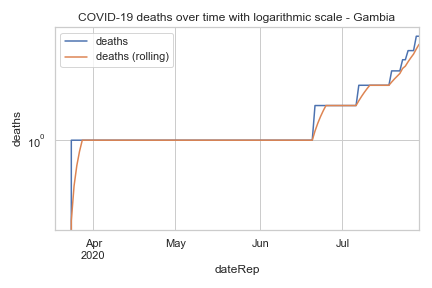 COVID-19 deaths over time with logarithmic scale - Gambia
deaths
deaths (rolling)
deaths
10^0
Apr
2020
May
Jun
Jul
dateRep